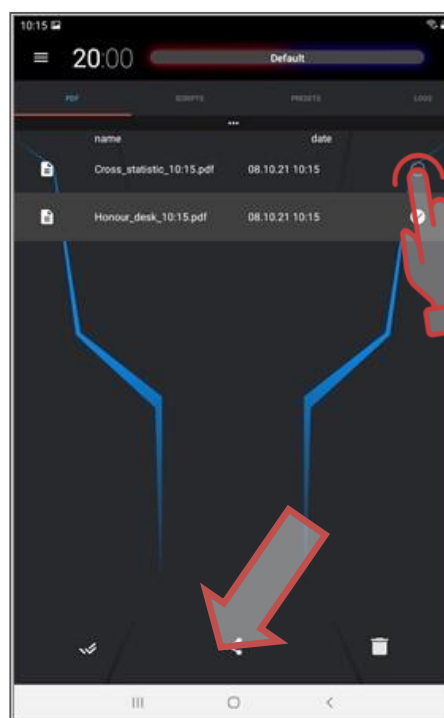 10:15
20:00 Default
PDF SCRIPTS PRESETS LOGS
name date
Cross_statistic_10:15.pdf 08.10.21 10:15
Honour_desk_10:15.pdf 08.10.21 10:15